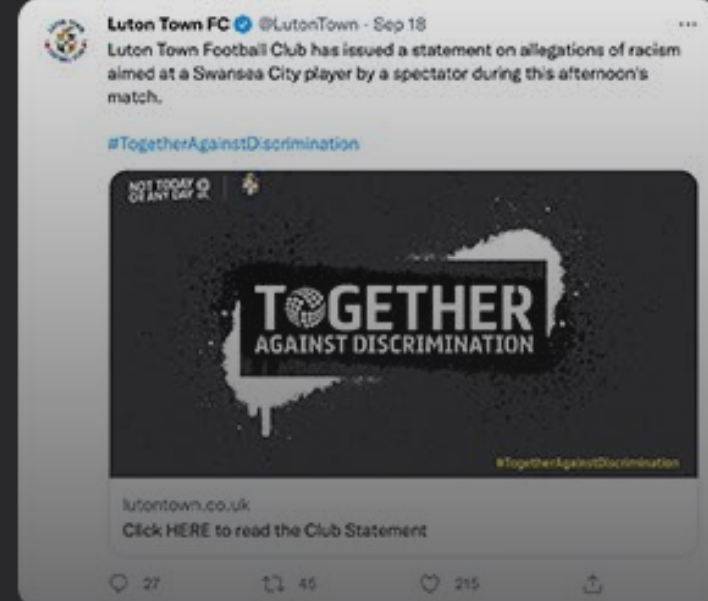 Luton Town FC @LutonTown · Sep 18
Luton Town Football Club has issued a statement on allegations of racism
aimed at a Swansea City player by a spectator during this afternoon's
match.
#TogetherAgainstDiscrimination
NOT TODAY
OR ANY DAY
TOGETHER
AGAINST DISCRIMINATION
#TogetherAgainstDiscrimination
lutontown.co.uk
Click HERE to read the Club Statement
27 45 215